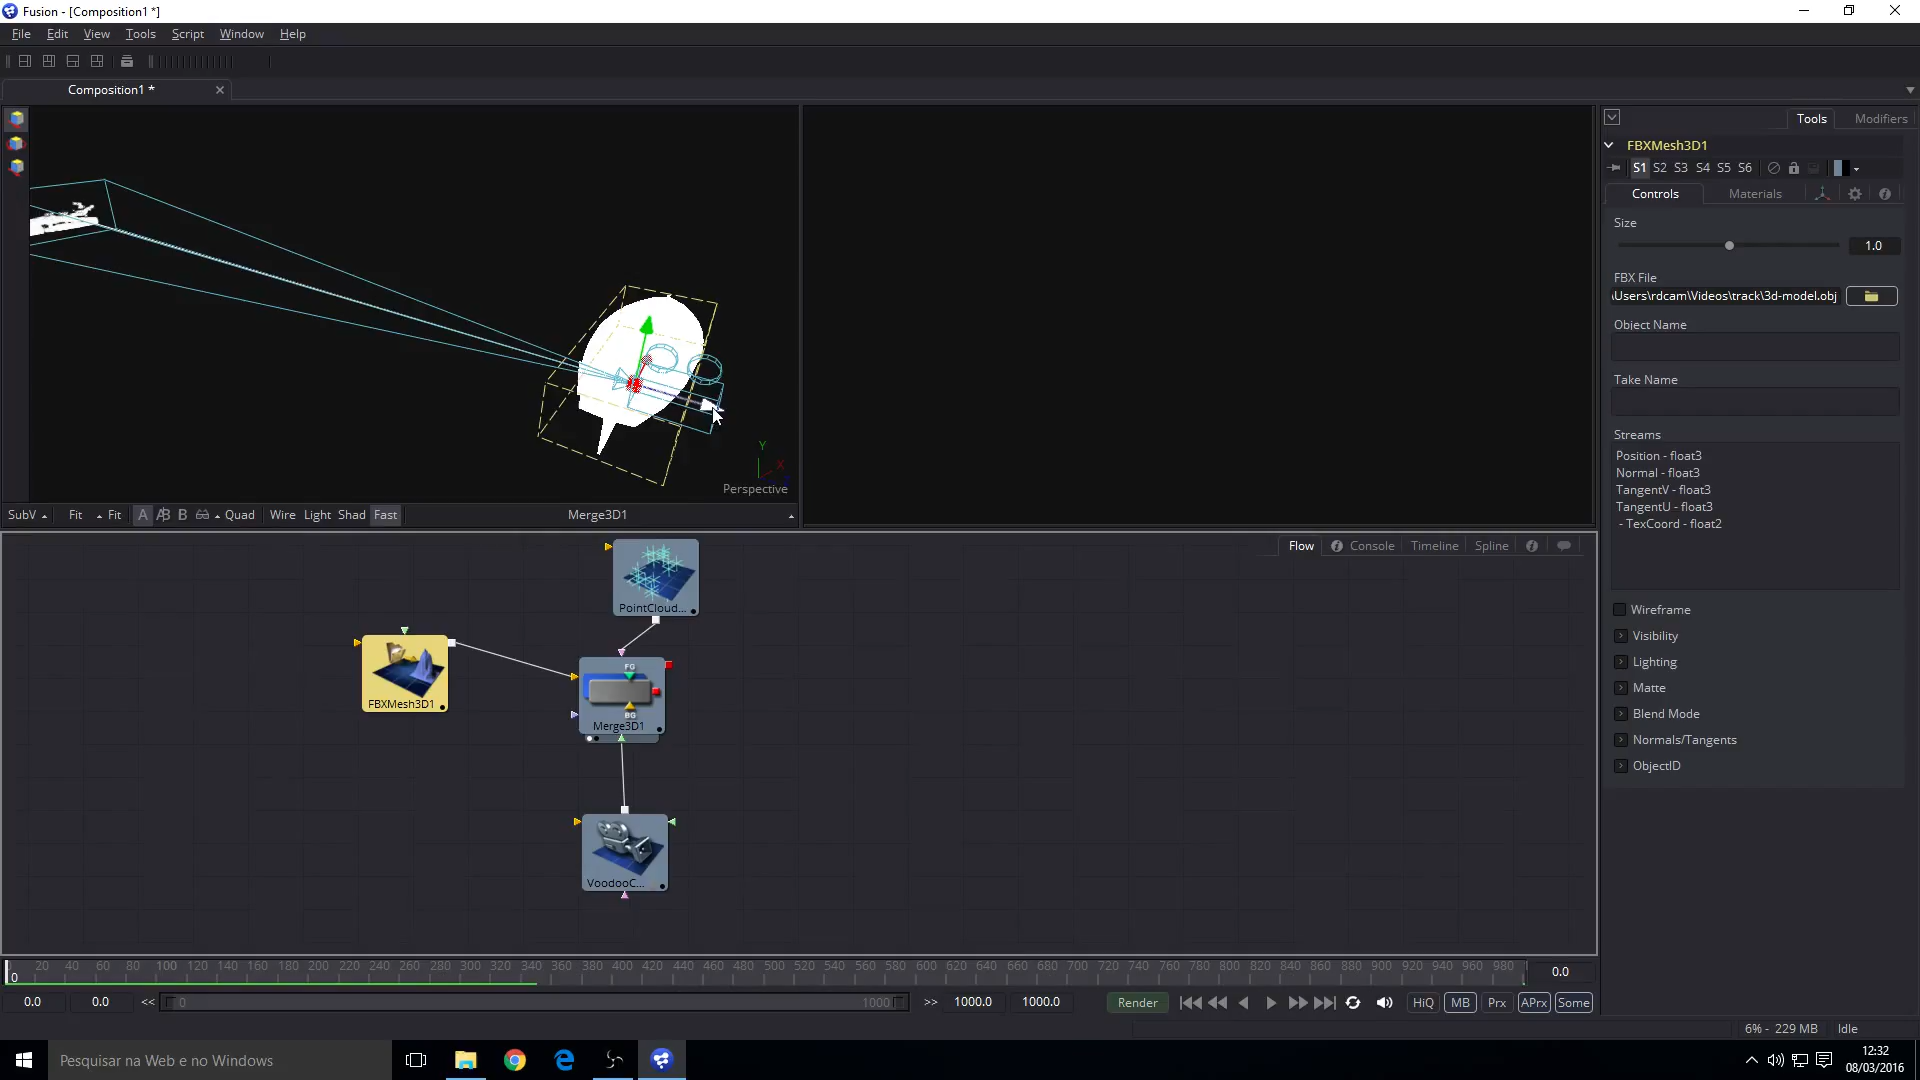 Fusion - [Composition1 *]
File Edit View Tools Script Window Help
Composition1 *
Tools Modifiers
FBXMesh3D1
S1 S2 S3 S4 S5 S6
Controls Materials
Size
1.0
FBX File
\Users\rdcam\Videos\track\3d-model.obj
Object Name
Take Name
Streams
Position - float3
Normal - float3
TangentV - float3
TangentU - float3
- TexCoord - float2
Wireframe
Visibility
Lighting
Matte
Blend Mode
Normals/Tangents
ObjectID
Y
X
Perspective
SubV Fit Fit A B Quad Wire Light Shad Fast Merge3D1
Flow Console Timeline Spline
PointCloud...
FBXMesh3D1
FG
BG
Merge3D1
VoodooC...
0 20 40 60 80 100 120 140 160 180 200 220 240 260 280 300 320 340 360 380 400 420 440 460 480 500 520 540 560 580 600 620 640 660 680 700 720 740 760 780 800 820 840 860 880 900 920 940 960 980
0.0
0.0 0.0 << 0 1000 >> 1000.0 1000.0 Render HiQ MB Prx APrx Some
6% - 229 MB Idle
Pesquisar na Web e no Windows
12:32
08/03/2016